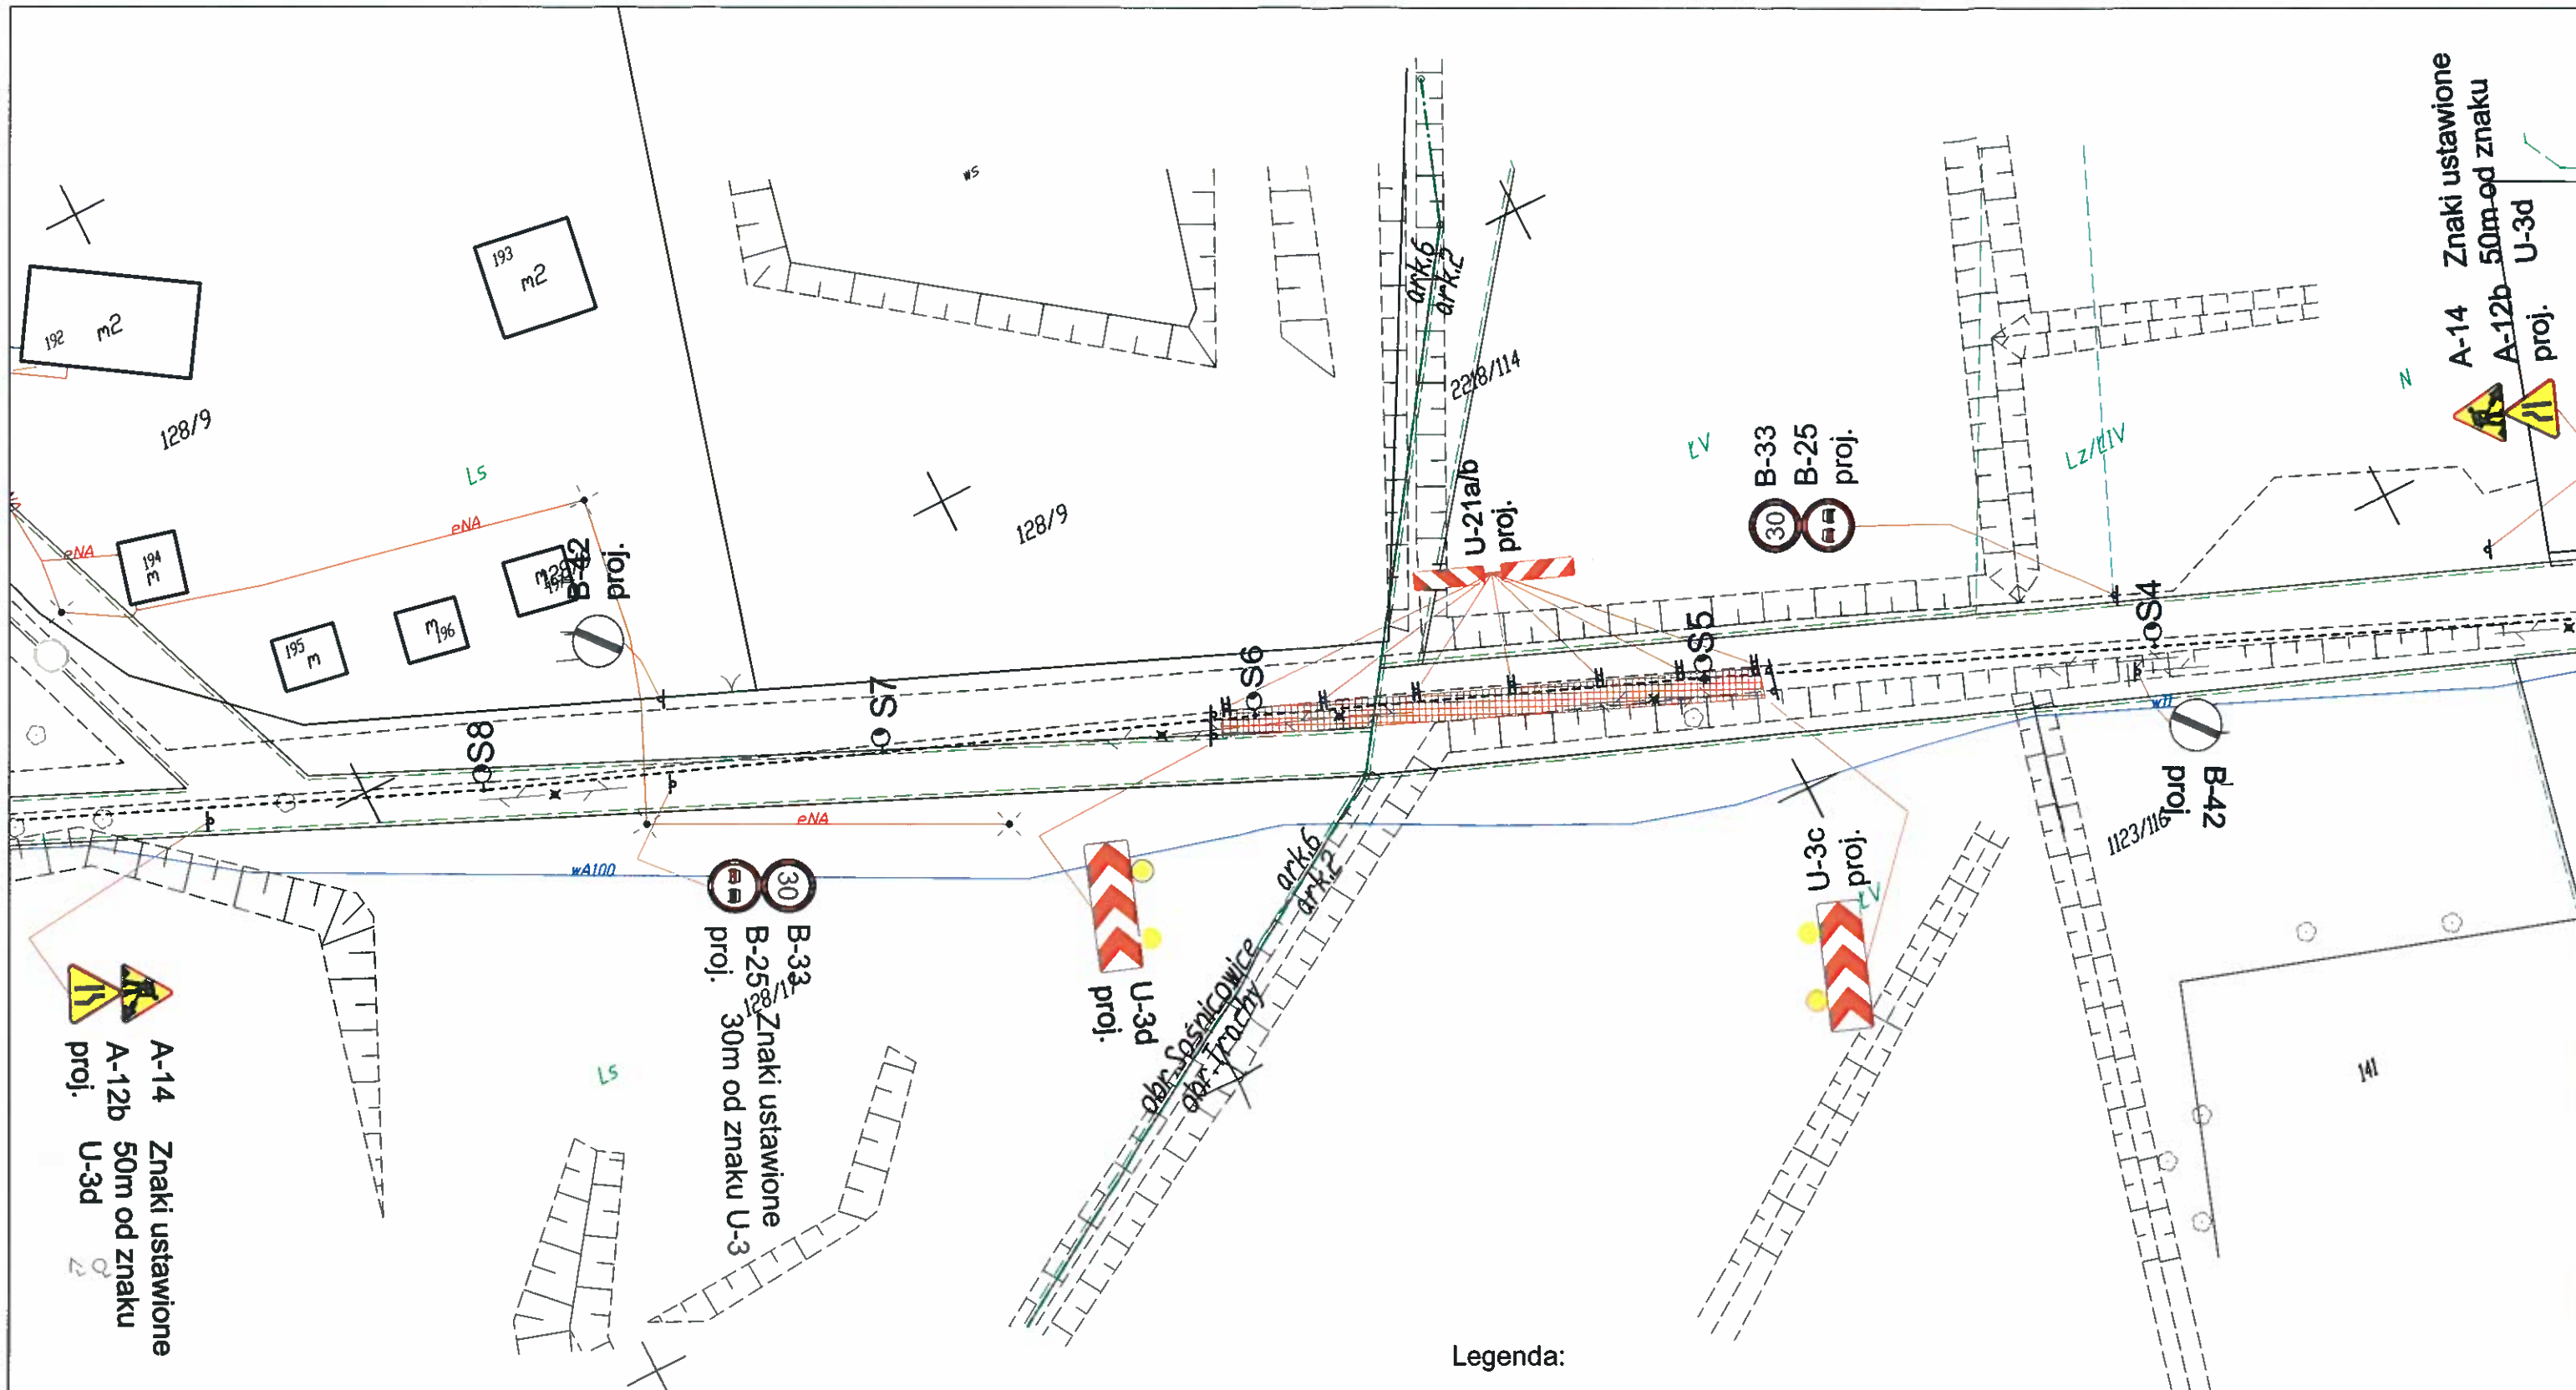 192
m2
193
m2
ws
128/9
LS
eNA
eNA
194
m
195
m
m
196
B-42
proj.
128/9
ark.6
ark.2
2218/114
U-21a/b
proj.
ŁV
B-33
B-25
proj.
30
Lz/ŁIV
N
A-14 Znaki ustawione
A-12b 50m od znaku
proj. U-3d
S8
S7
S6
S5
S4
eNA
wA100
30
B-33
B-25 Znaki ustawione
proj. 30m od znaku U-3
A-14 Znaki ustawione
A-12b 50m od znaku
proj. U-3d
LS
U-3d
proj.
ark.6
ark.2
obr. Sośnicowice
obr. Trachy
U-3c
proj.
ŁV
B-42
proj.
1123/116
141
Legenda: